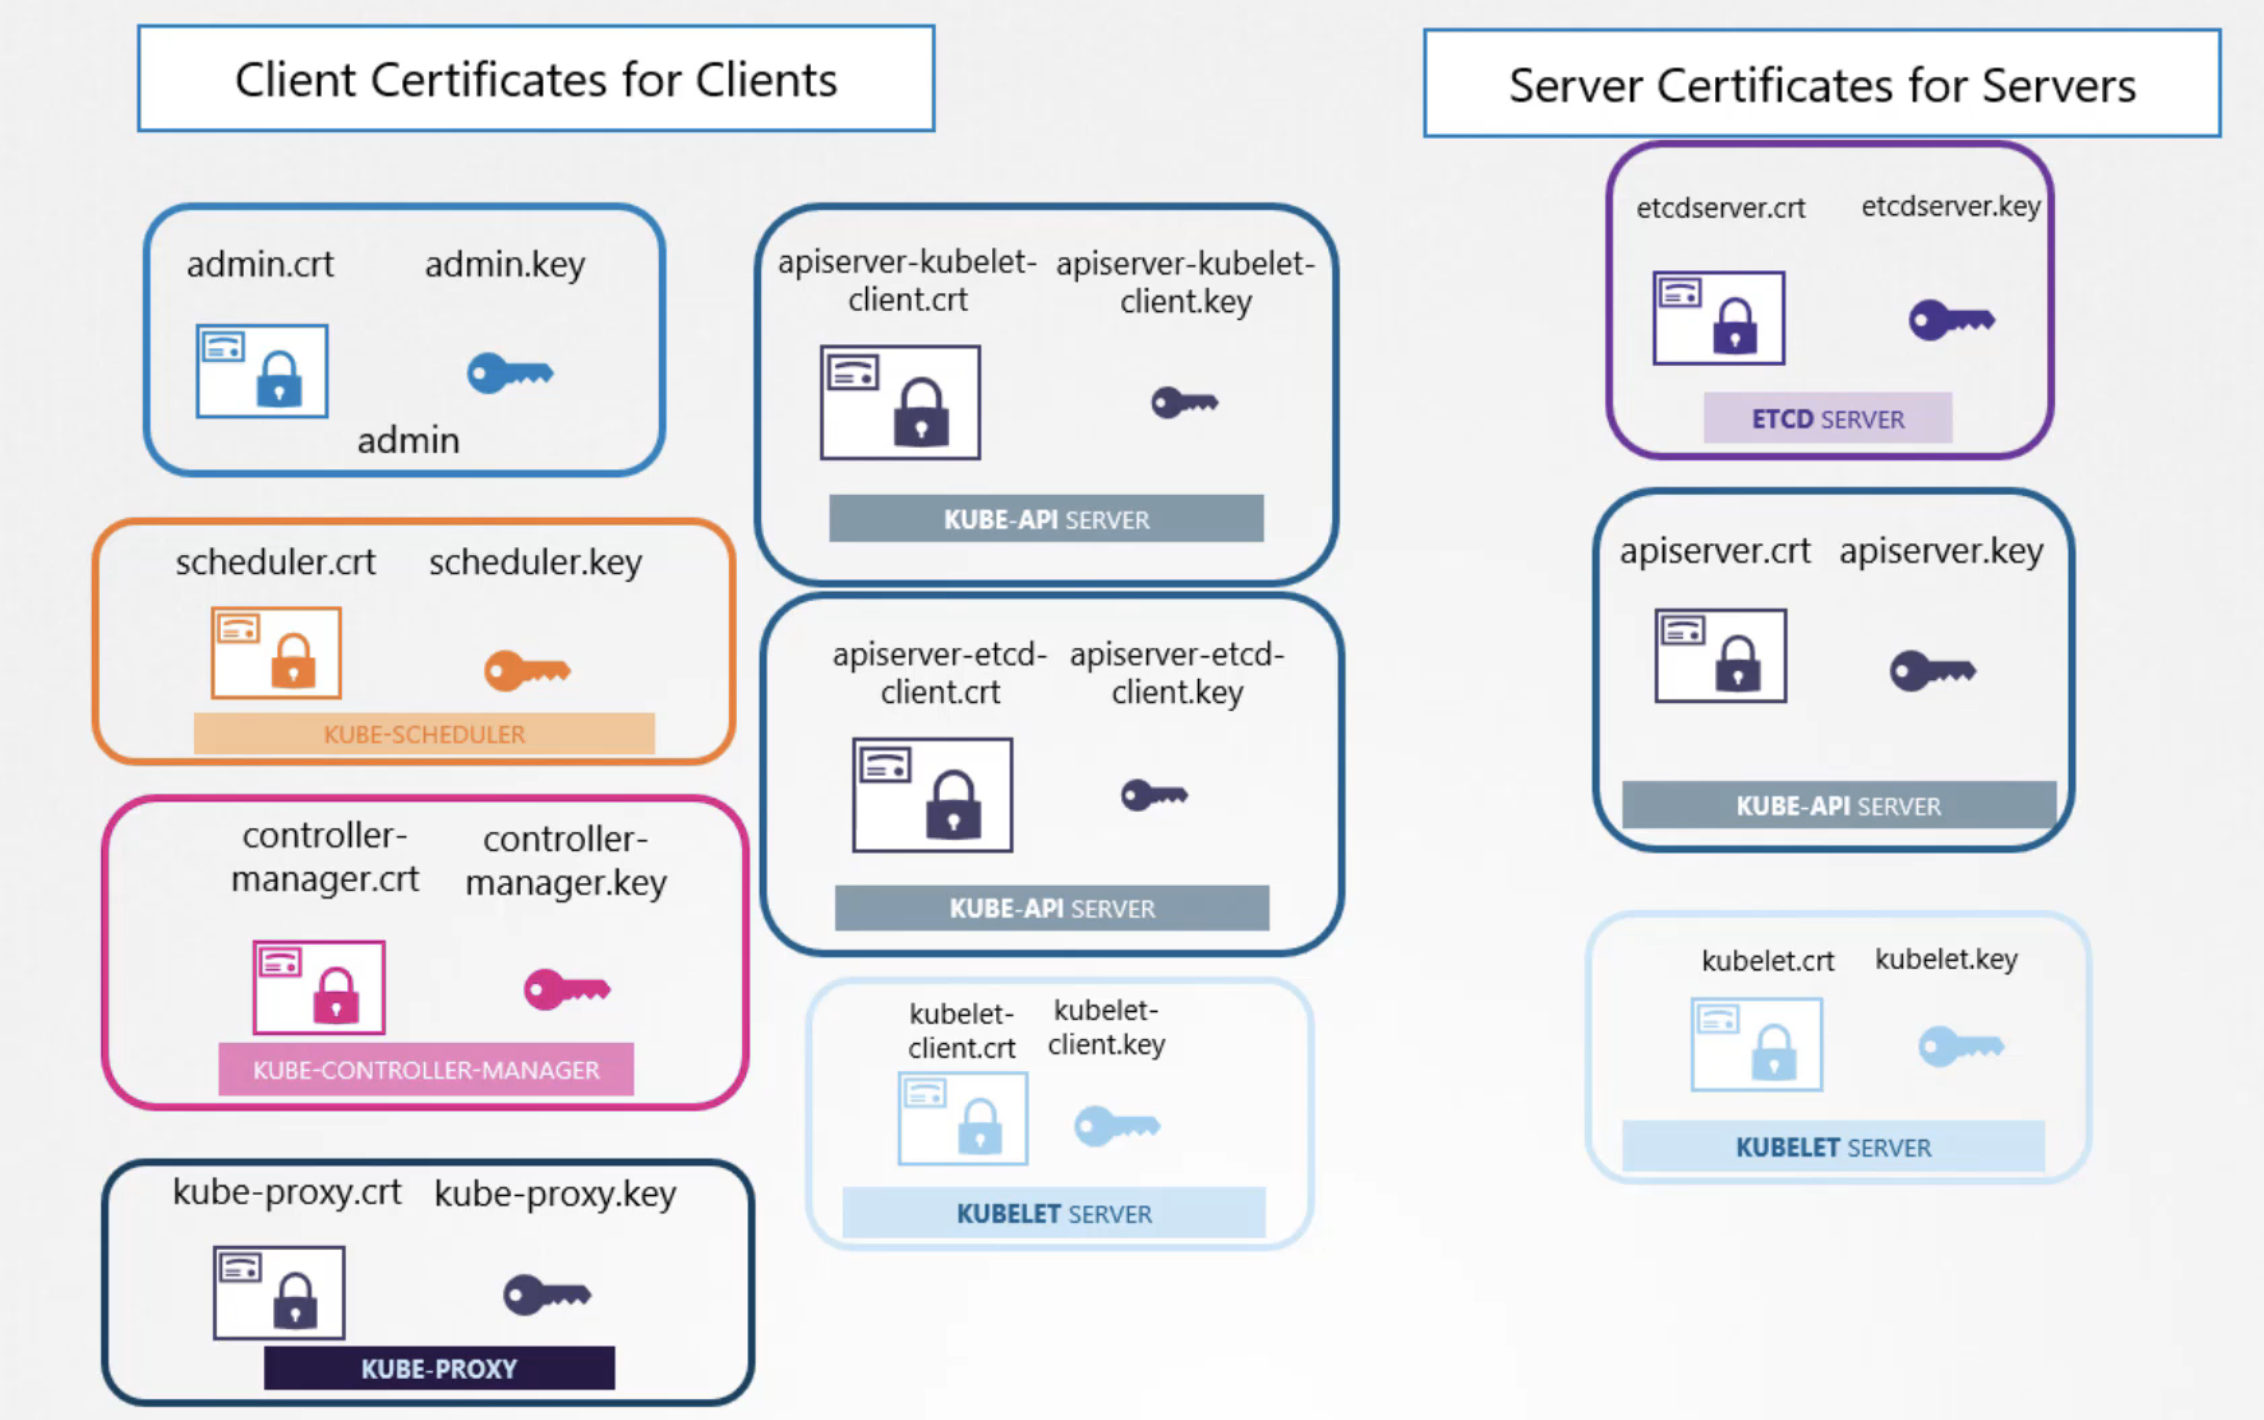 Client Certificates for Clients
admin.crt
admin.key
admin
scheduler.crt
scheduler.key
KUBE-SCHEDULER
controller-
manager.crt
controller-
manager.key
KUBE-CONTROLLER-MANAGER
kube-proxy.crt
kube-proxy.key
KUBE-PROXY
apiserver-kubelet-
client.crt
apiserver-kubelet-
client.key
KUBE-API SERVER
apiserver-etcd-
client.crt
apiserver-etcd-
client.key
KUBE-API SERVER
kubelet-
client.crt
kubelet-
client.key
KUBELET SERVER
Server Certificates for Servers
etcdserver.crt
etcdserver.key
ETCD SERVER
apiserver.crt
apiserver.key
KUBE-API SERVER
kubelet.crt
kubelet.key
KUBELET SERVER